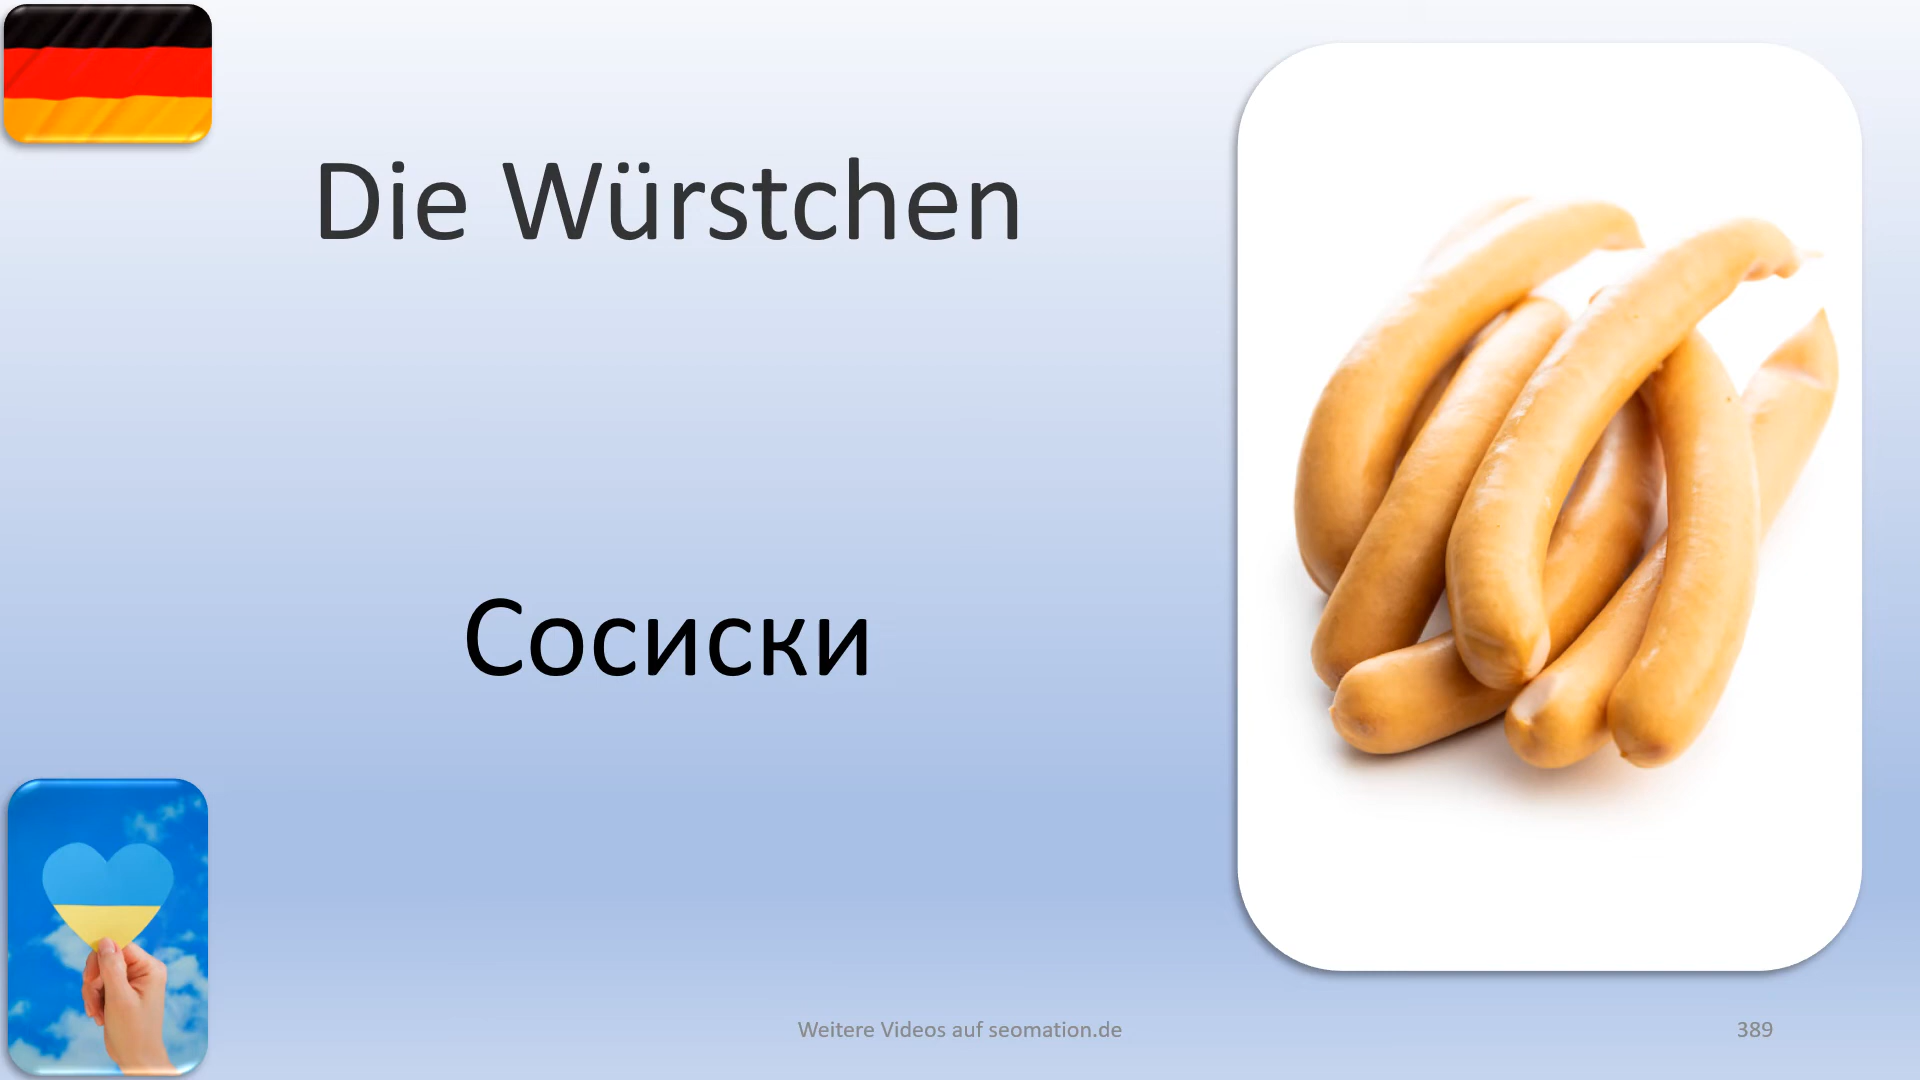 Die Würstchen
Сосиски
Weitere Videos auf seomation.de
389